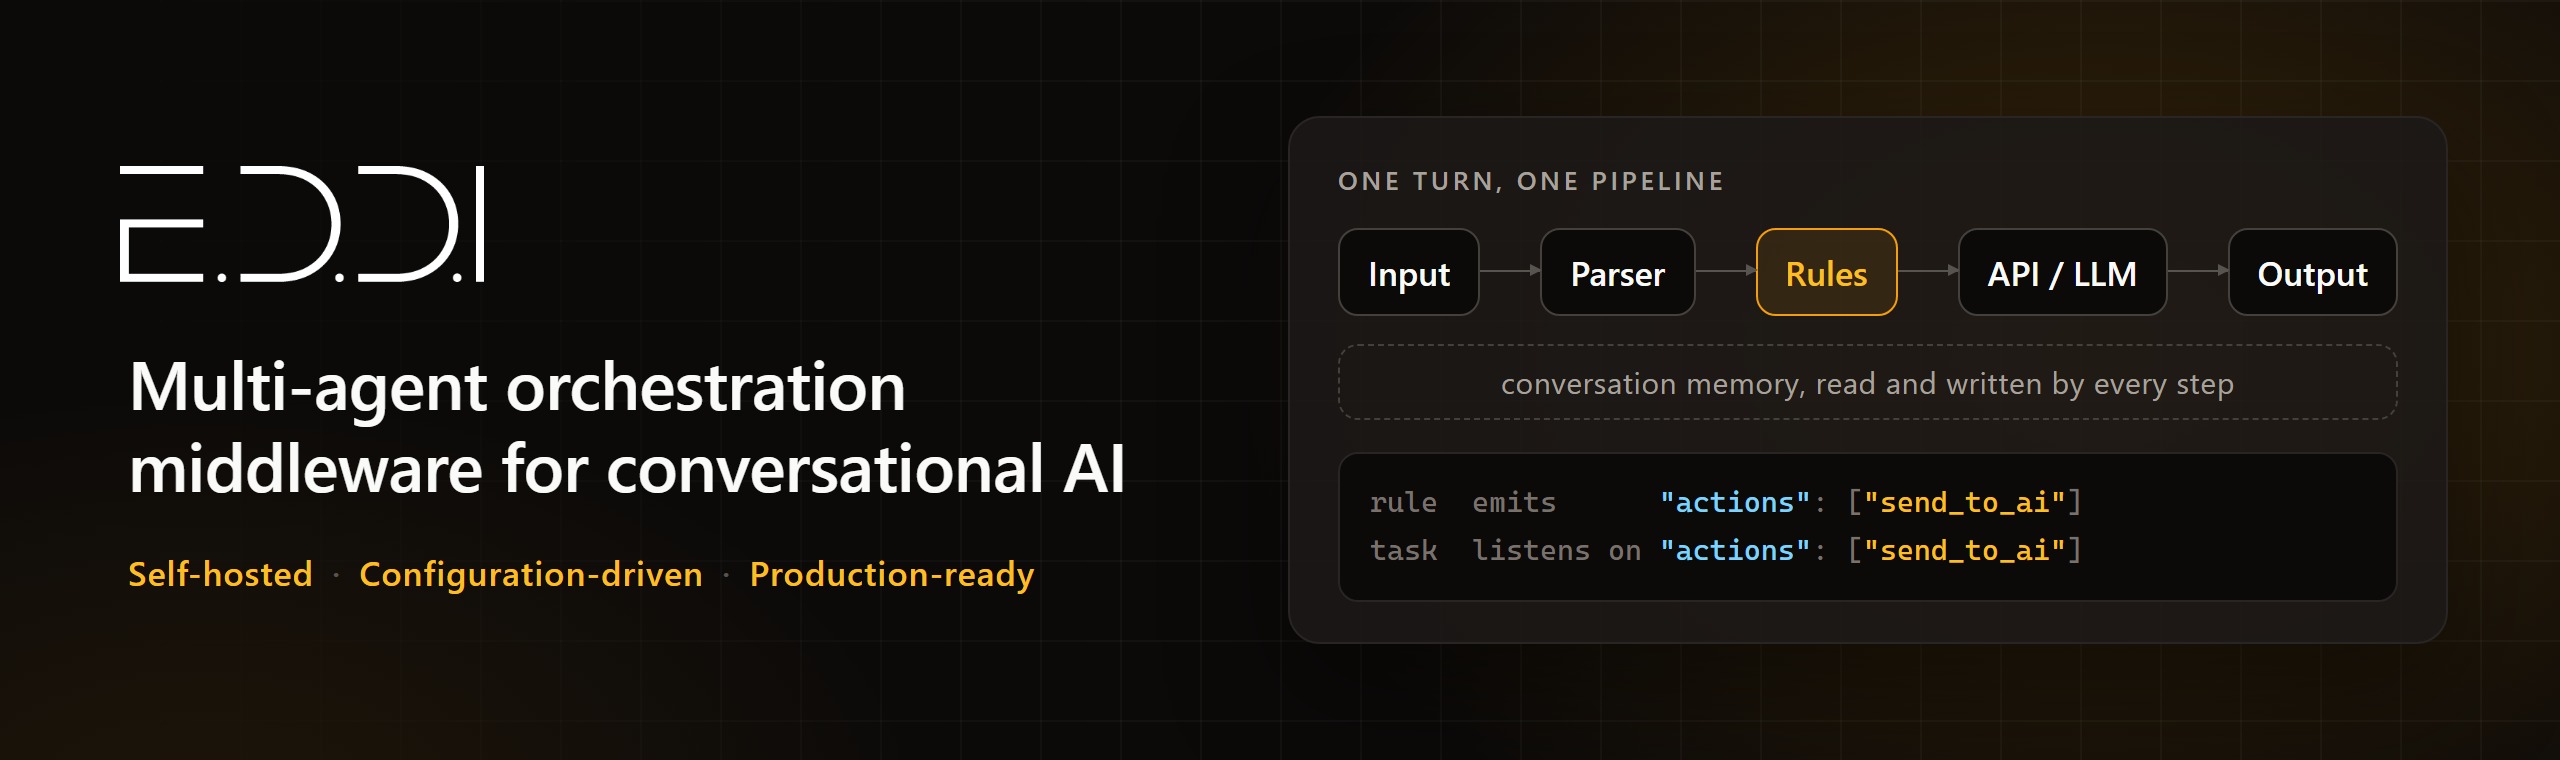 E.D.D.I
Multi-agent orchestration
middleware for conversational AI
Self-hosted · Configuration-driven · Production-ready
ONE TURN, ONE PIPELINE
Input Parser Rules API / LLM Output
conversation memory, read and written by every step
rule emits "actions": ["send_to_ai"]
task listens on "actions": ["send_to_ai"]